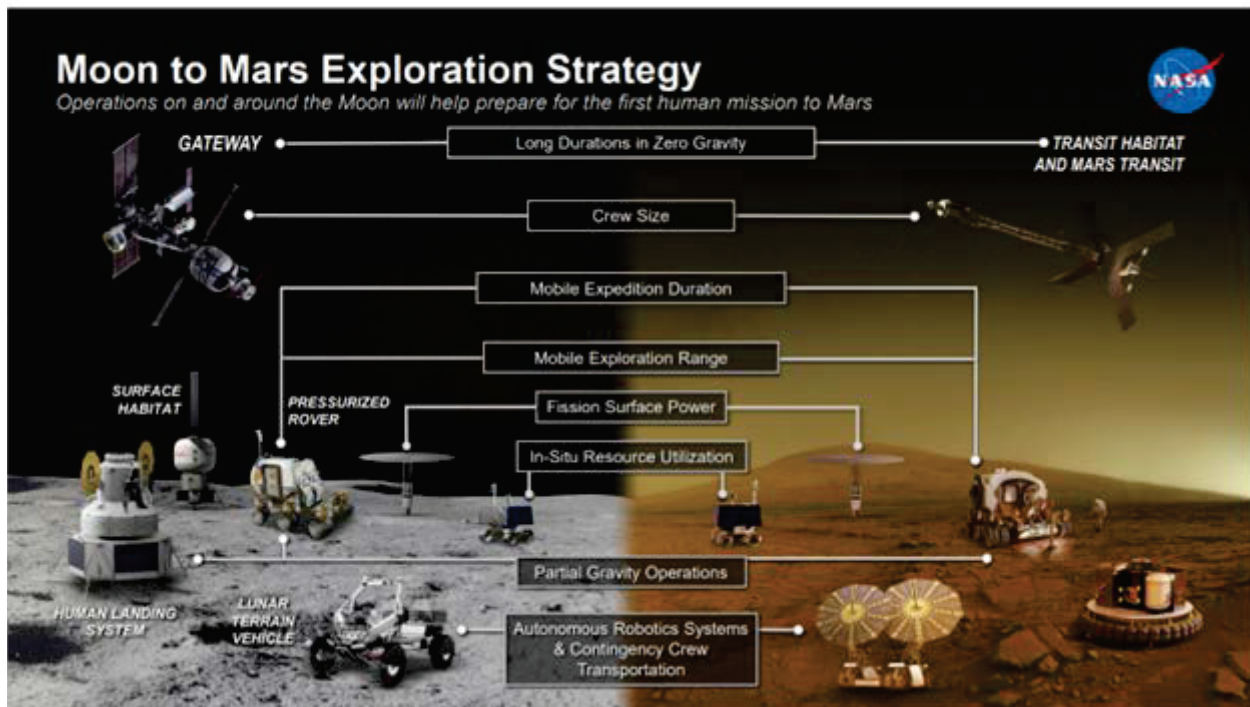 Moon to Mars Exploration Strategy
NASA
Operations on and around the Moon will help prepare for the first human mission to Mars
GATEWAY
Long Durations in Zero Gravity
TRANSIT HABITAT
AND MARS TRANSIT
Crew Size
Mobile Expedition Duration
Mobile Exploration Range
SURFACE
HABITAT
PRESSURIZED
ROVER
Fission Surface Power
In-Situ Resource Utilization
Partial Gravity Operations
HUMAN LANDING
SYSTEM
LUNAR
TERRAIN
VEHICLE
Autonomous Robotics Systems
& Contingency Crew
Transportation